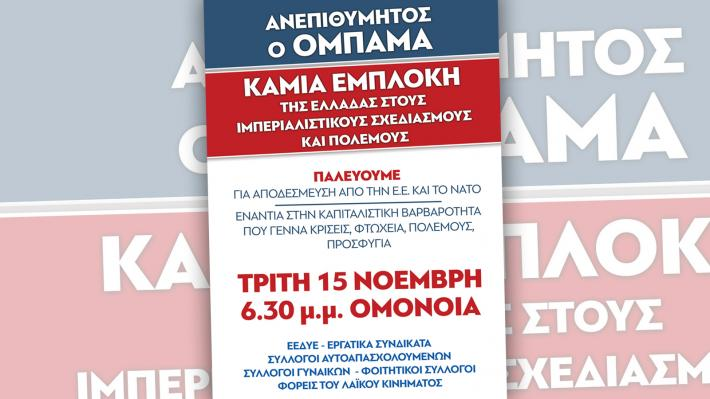 ΑΝΕΠΙΘΥΜΗΤΟΣ
Ο ΟΜΠΑΜΑ
ΚΑΜΙΑ ΕΜΠΛΟΚΗ
ΤΗΣ ΕΛΛΑΔΑΣ ΣΤΟΥΣ
ΙΜΠΕΡΙΑΛΙΣΤΙΚΟΥΣ ΣΧΕΔΙΑΣΜΟΥΣ
ΚΑΙ ΠΟΛΕΜΟΥΣ
ΠΑΛΕΥΟΥΜΕ
ΓΙΑ ΑΠΟΔΕΣΜΕΥΣΗ ΑΠΟ ΤΗΝ Ε.Ε. ΚΑΙ ΤΟ ΝΑΤΟ
ΕΝΑΝΤΙΑ ΣΤΗΝ ΚΑΠΙΤΑΛΙΣΤΙΚΗ ΒΑΡΒΑΡΟΤΗΤΑ
ΠΟΥ ΓΕΝΝΑ ΚΡΙΣΕΙΣ, ΦΤΩΧΕΙΑ, ΠΟΛΕΜΟΥΣ,
ΠΡΟΣΦΥΓΙΑ
ΤΡΙΤΗ 15 ΝΟΕΜΒΡΗ
6.30 μ.μ. ΟΜΟΝΟΙΑ
ΕΕΔΥΕ - ΕΡΓΑΤΙΚΑ ΣΥΝΔΙΚΑΤΑ
ΣΥΛΛΟΓΟΙ ΑΥΤΟΑΠΑΣΧΟΛΟΥΜΕΝΩΝ
ΣΥΛΛΟΓΟΙ ΓΥΝΑΙΚΩΝ - ΦΟΙΤΗΤΙΚΟΙ ΣΥΛΛΟΓΟΙ
ΦΟΡΕΙΣ ΤΟΥ ΛΑΪΚΟΥ ΚΙΝΗΜΑΤΟΣ